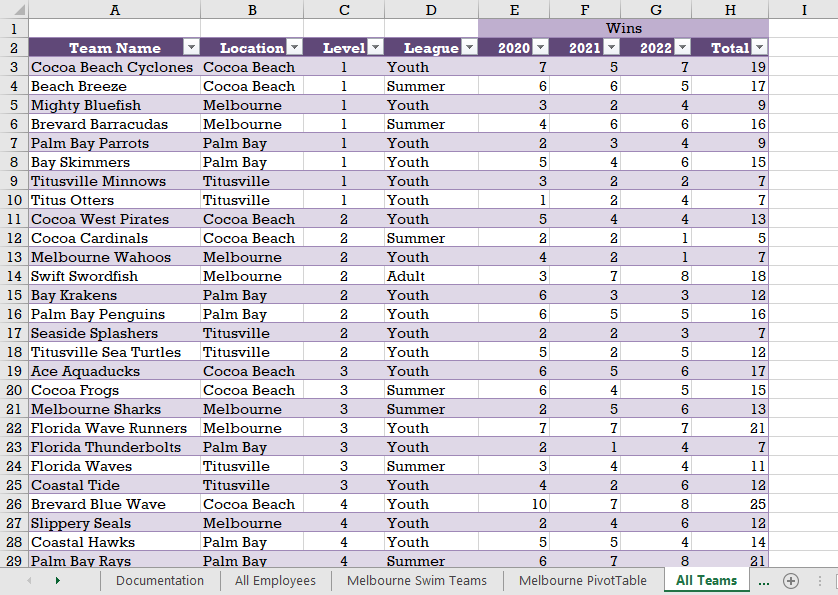 A B C D E F G H I
1 Wins
2 Team Name Location Level League 2020 2021 2022 Total
3 Cocoa Beach Cyclones Cocoa Beach 1 Youth 7 5 7 19
4 Beach Breeze Cocoa Beach 1 Summer 6 6 5 17
5 Mighty Bluefish Melbourne 1 Youth 3 2 4 9
6 Brevard Barracudas Melbourne 1 Summer 4 6 6 16
7 Palm Bay Parrots Palm Bay 1 Youth 2 3 4 9
8 Bay Skimmers Palm Bay 1 Youth 5 4 6 15
9 Titusville Minnows Titusville 1 Youth 3 2 2 7
10 Titus Otters Titusville 1 Youth 1 2 4 7
11 Cocoa West Pirates Cocoa Beach 2 Youth 5 4 4 13
12 Cocoa Cardinals Cocoa Beach 2 Summer 2 2 1 5
13 Melbourne Wahoos Melbourne 2 Youth 4 2 1 7
14 Swift Swordfish Melbourne 2 Adult 3 7 8 18
15 Bay Krakens Palm Bay 2 Youth 6 3 3 12
16 Palm Bay Penguins Palm Bay 2 Youth 6 5 5 16
17 Seaside Splashers Titusville 2 Youth 2 2 3 7
18 Titusville Sea Turtles Titusville 2 Youth 5 2 5 12
19 Ace Aquaducks Cocoa Beach 3 Youth 6 5 6 17
20 Cocoa Frogs Cocoa Beach 3 Summer 6 4 5 15
21 Melbourne Sharks Melbourne 3 Summer 2 5 6 13
22 Florida Wave Runners Melbourne 3 Youth 7 7 7 21
23 Florida Thunderbolts Palm Bay 3 Youth 2 1 4 7
24 Florida Waves Titusville 3 Summer 3 4 4 11
25 Coastal Tide Titusville 3 Youth 4 2 6 12
26 Brevard Blue Wave Cocoa Beach 4 Youth 10 7 8 25
27 Slippery Seals Melbourne 4 Youth 2 4 6 12
28 Coastal Hawks Palm Bay 4 Youth 5 5 4 14
29 Palm Bay Rays Palm Bay 4 Summer 6 7 8 21
Documentation All Employees Melbourne Swim Teams Melbourne PivotTable All Teams ...